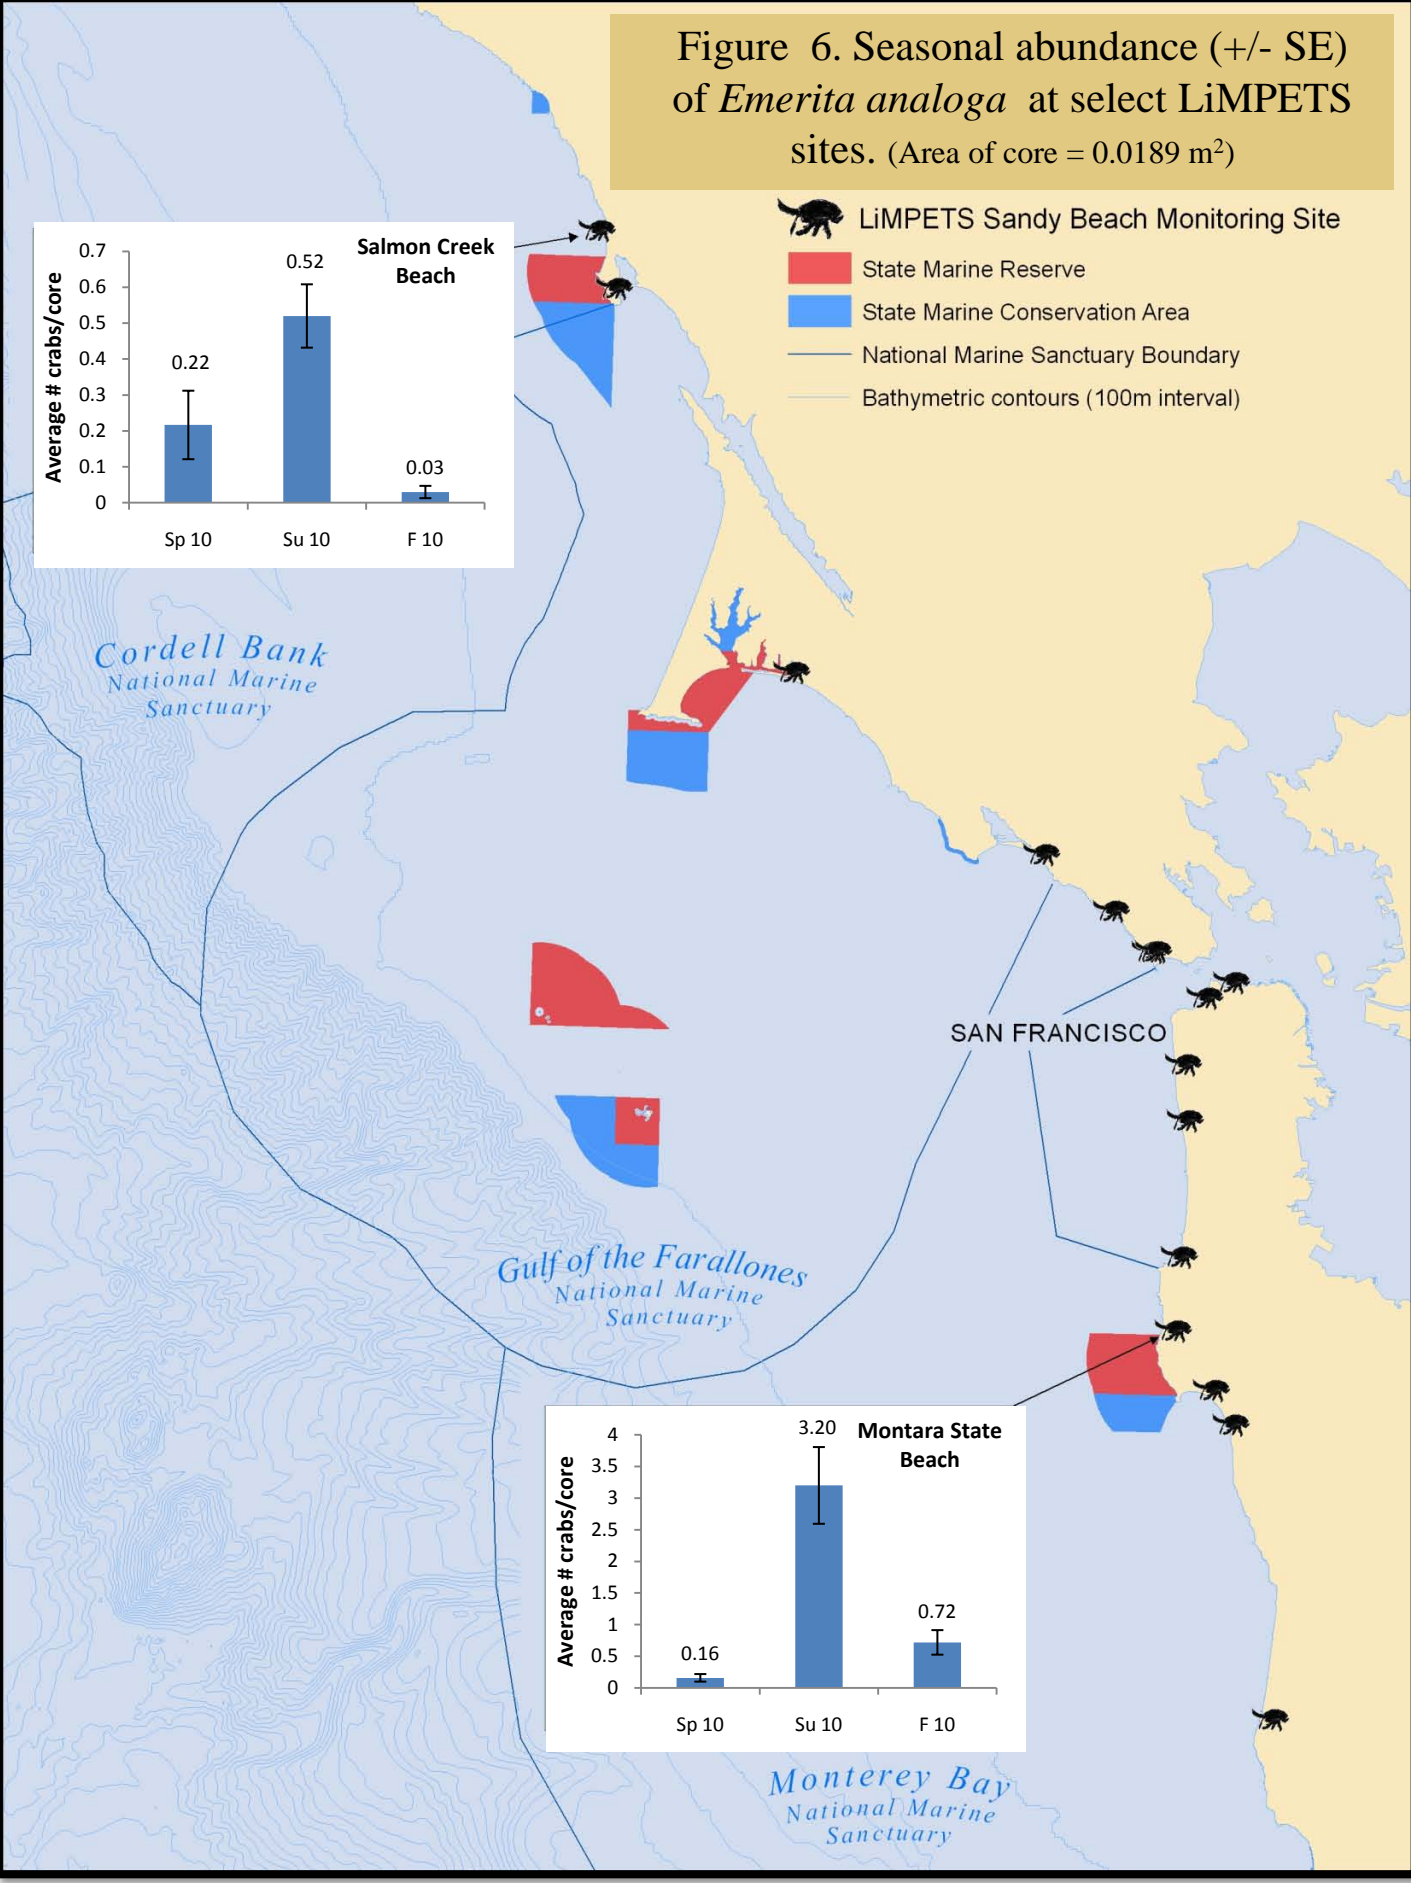 Figure 6. Seasonal abundance (+/- SE)
of Emerita analoga at select LiMPETS
sites. (Area of core = 0.0189 m²)
LiMPETS Sandy Beach Monitoring Site
State Marine Reserve
State Marine Conservation Area
National Marine Sanctuary Boundary
Bathymetric contours (100m interval)
Salmon Creek
Beach
Average # crabs/core
0.7
0.6
0.5
0.4
0.3
0.2
0.1
0
0.22
0.52
0.03
Sp 10
Su 10
F 10
Cordell Bank
National Marine
Sanctuary
SAN FRANCISCO
Gulf of the Farallones
National Marine
Sanctuary
Montara State
Beach
Average # crabs/core
4
3.5
3
2.5
2
1.5
1
0.5
0
0.16
3.20
0.72
Sp 10
Su 10
F 10
Monterey Bay
National Marine
Sanctuary